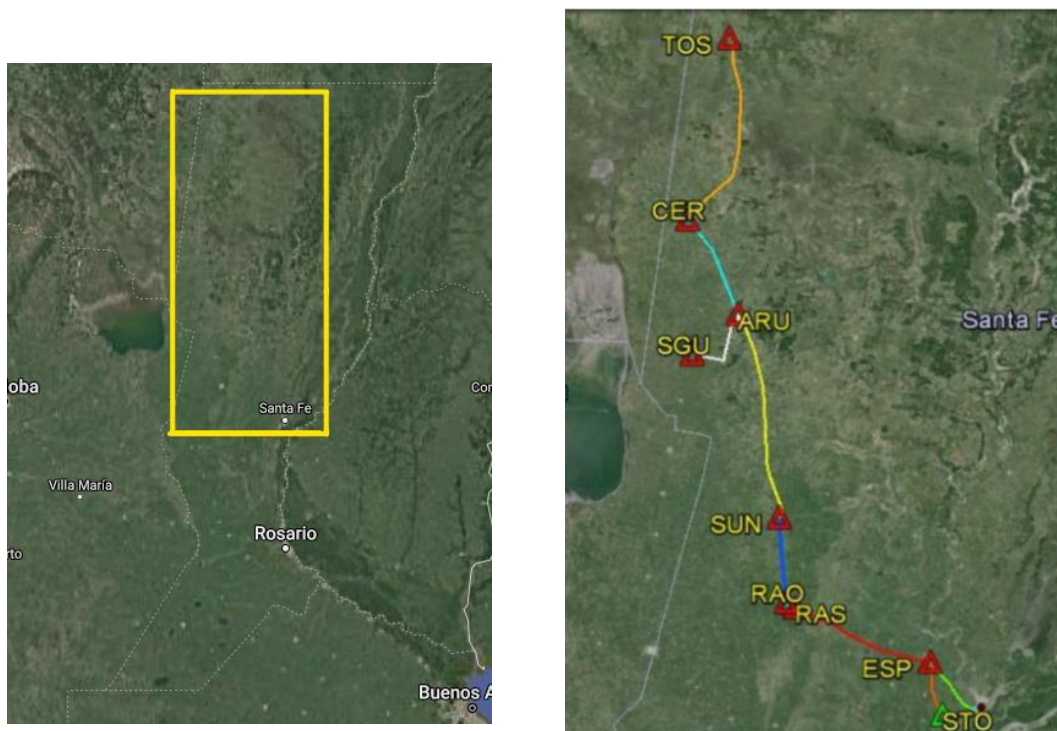 oba
Santa Fe
Cor
Villa María
Rosario
rto
Buenos A
TOS
CER
ARU
SGU
Santa Fe
SUN
RAO
RAS
ESP
STO